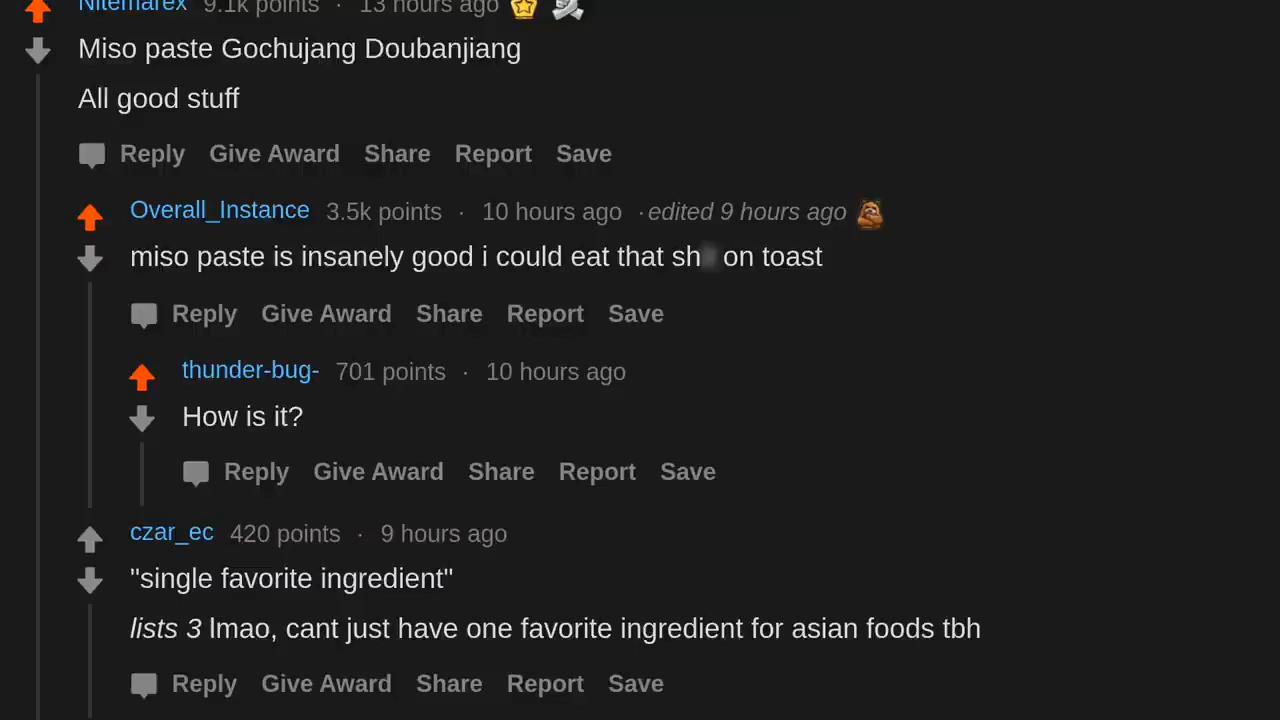 Nitemarex 9.1k points · 13 hours ago
Miso paste Gochujang Doubanjiang
All good stuff
Reply Give Award Share Report Save
Overall_Instance 3.5k points · 10 hours ago · edited 9 hours ago
miso paste is insanely good i could eat that sh on toast
Reply Give Award Share Report Save
thunder-bug- 701 points · 10 hours ago
How is it?
Reply Give Award Share Report Save
czar_ec 420 points · 9 hours ago
"single favorite ingredient"
lists 3 lmao, cant just have one favorite ingredient for asian foods tbh
Reply Give Award Share Report Save